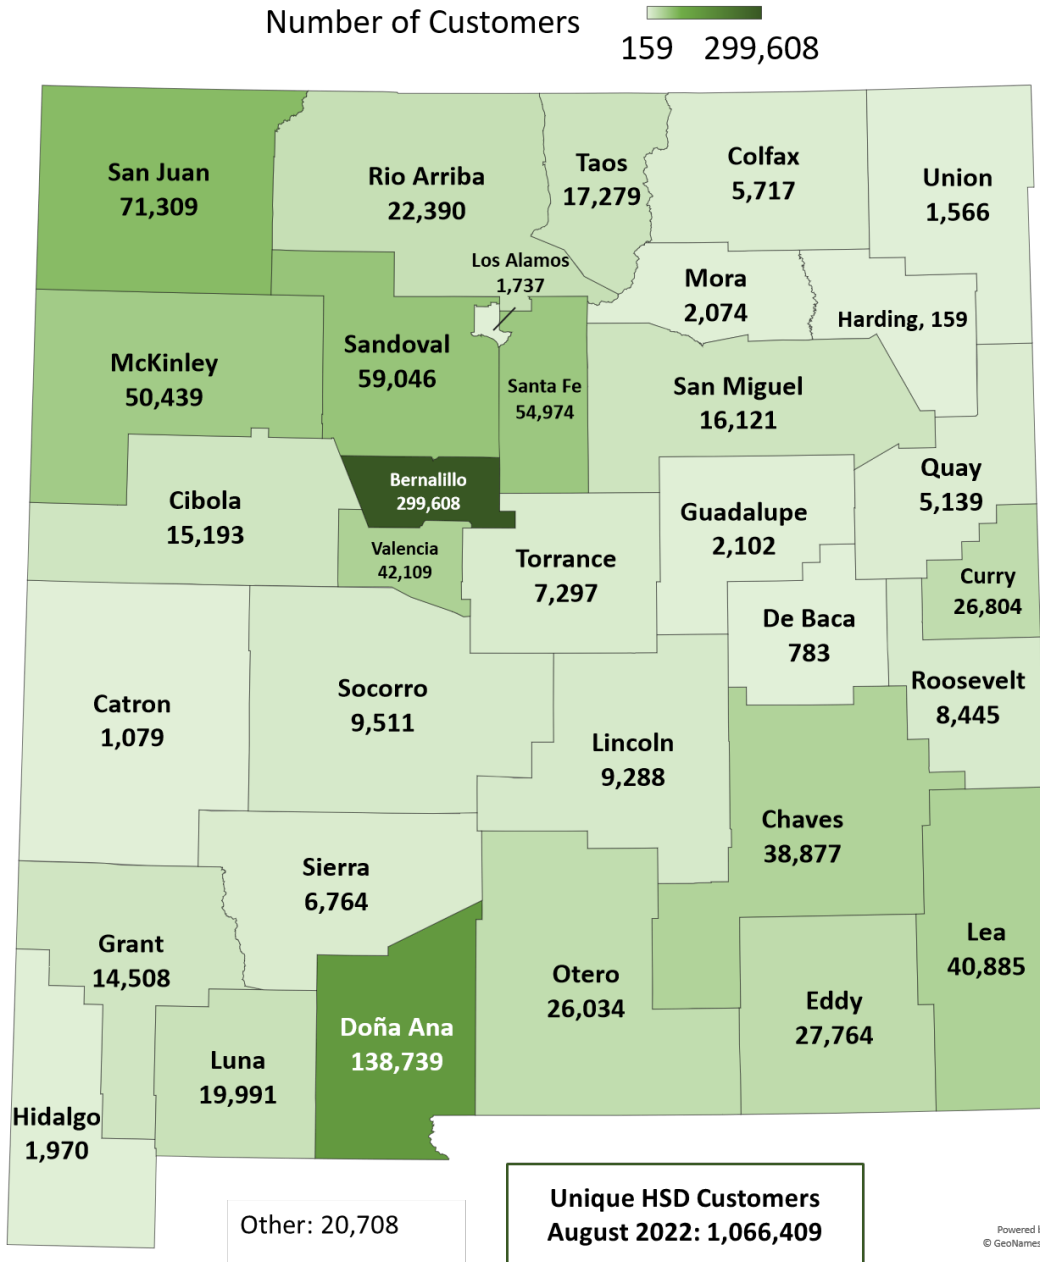 Number of Customers
159 299,608
San Juan
71,309
Rio Arriba
22,390
Taos
17,279
Colfax
5,717
Union
1,566
Los Alamos
1,737
Mora
2,074
Harding, 159
McKinley
50,439
Sandoval
59,046
Santa Fe
54,974
San Miguel
16,121
Quay
5,139
Cibola
15,193
Bernalillo
299,608
Valencia
42,109
Torrance
7,297
Guadalupe
2,102
Curry
26,804
De Baca
783
Roosevelt
8,445
Catron
1,079
Socorro
9,511
Lincoln
9,288
Chaves
38,877
Sierra
6,764
Grant
14,508
Otero
26,034
Lea
40,885
Eddy
27,764
Doña Ana
138,739
Luna
19,991
Hidalgo
1,970
Other: 20,708
Unique HSD Customers
August 2022: 1,066,409
Powered
© GeoNames